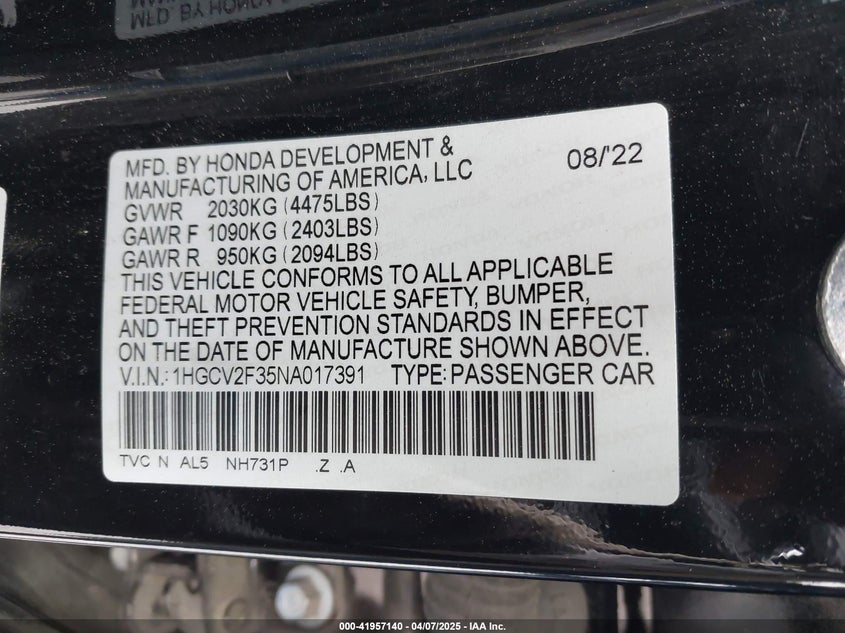 MFD. BY HONDA
MFD. BY HONDA DEVELOPMENT & 08/'22
MANUFACTURING OF AMERICA, LLC
GVWR 2030KG (4475LBS)
GAWR F 1090KG (2403LBS)
GAWR R 950KG (2094LBS)
THIS VEHICLE CONFORMS TO ALL APPLICABLE
FEDERAL MOTOR VEHICLE SAFETY, BUMPER,
AND THEFT PREVENTION STANDARDS IN EFFECT
ON THE DATE OF MANUFACTURE SHOWN ABOVE.
V.I.N.: 1HGCV2F35NA017391 TYPE: PASSENGER CAR
TVC N AL5 NH731P .Z .A
000-41957140 - 04/07/2025 - IAA Inc.